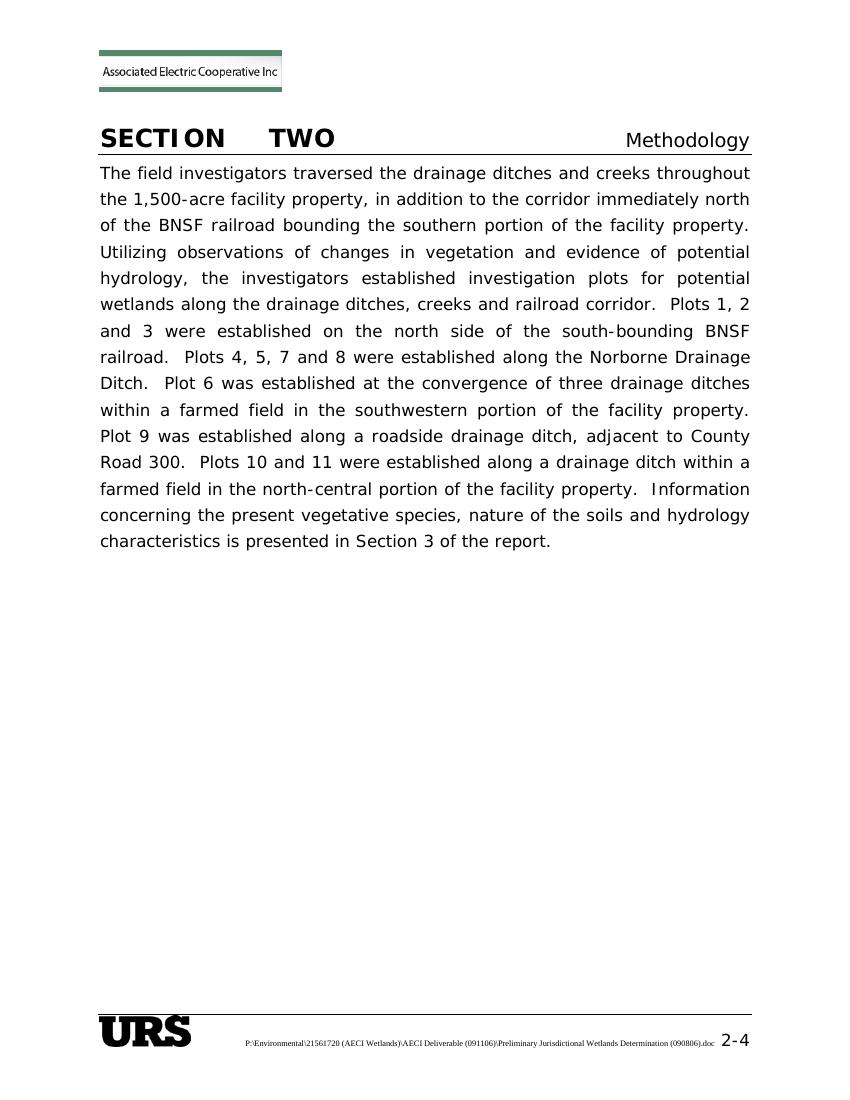 Associated Electric Cooperative Inc
SECTION TWO Methodology
The field investigators traversed the drainage ditches and creeks throughout
the 1,500-acre facility property, in addition to the corridor immediately north
of the BNSF railroad bounding the southern portion of the facility property.
Utilizing observations of changes in vegetation and evidence of potential
hydrology, the investigators established investigation plots for potential
wetlands along the drainage ditches, creeks and railroad corridor. Plots 1, 2
and 3 were established on the north side of the south-bounding BNSF
railroad. Plots 4, 5, 7 and 8 were established along the Norborne Drainage
Ditch. Plot 6 was established at the convergence of three drainage ditches
within a farmed field in the southwestern portion of the facility property.
Plot 9 was established along a roadside drainage ditch, adjacent to County
Road 300. Plots 10 and 11 were established along a drainage ditch within a
farmed field in the north-central portion of the facility property. Information
concerning the present vegetative species, nature of the soils and hydrology
characteristics is presented in Section 3 of the report.
URS P:\Environmental\21561720 (AECI Wetlands)\AECI Deliverable (091106)\Preliminary Jurisdictional Wetlands Determination (090806).doc 2-4